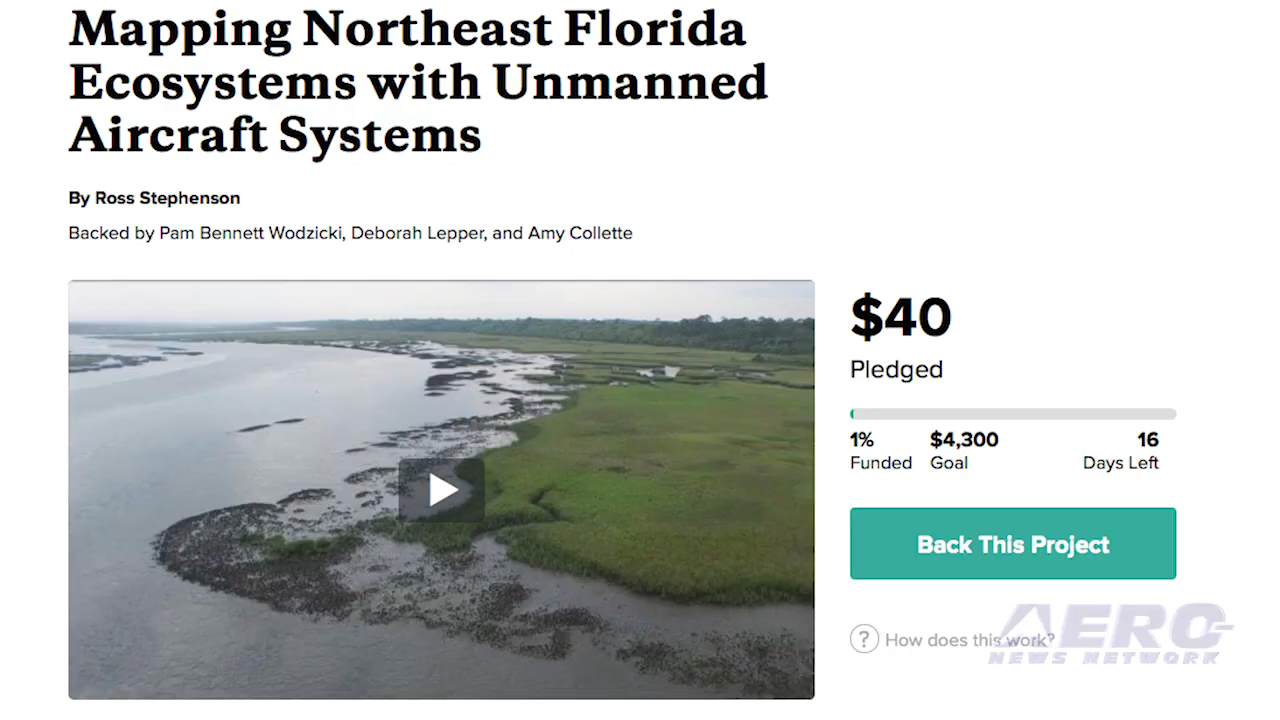 Mapping Northeast Florida
Ecosystems with Unmanned
Aircraft Systems
By Ross Stephenson
Backed by Pam Bennett Wodzicki, Deborah Lepper, and Amy Collette
$40
Pledged
1%
Funded
$4,300
Goal
16
Days Left
Back This Project
? How does this work?
AERO
NEWS NETWORK